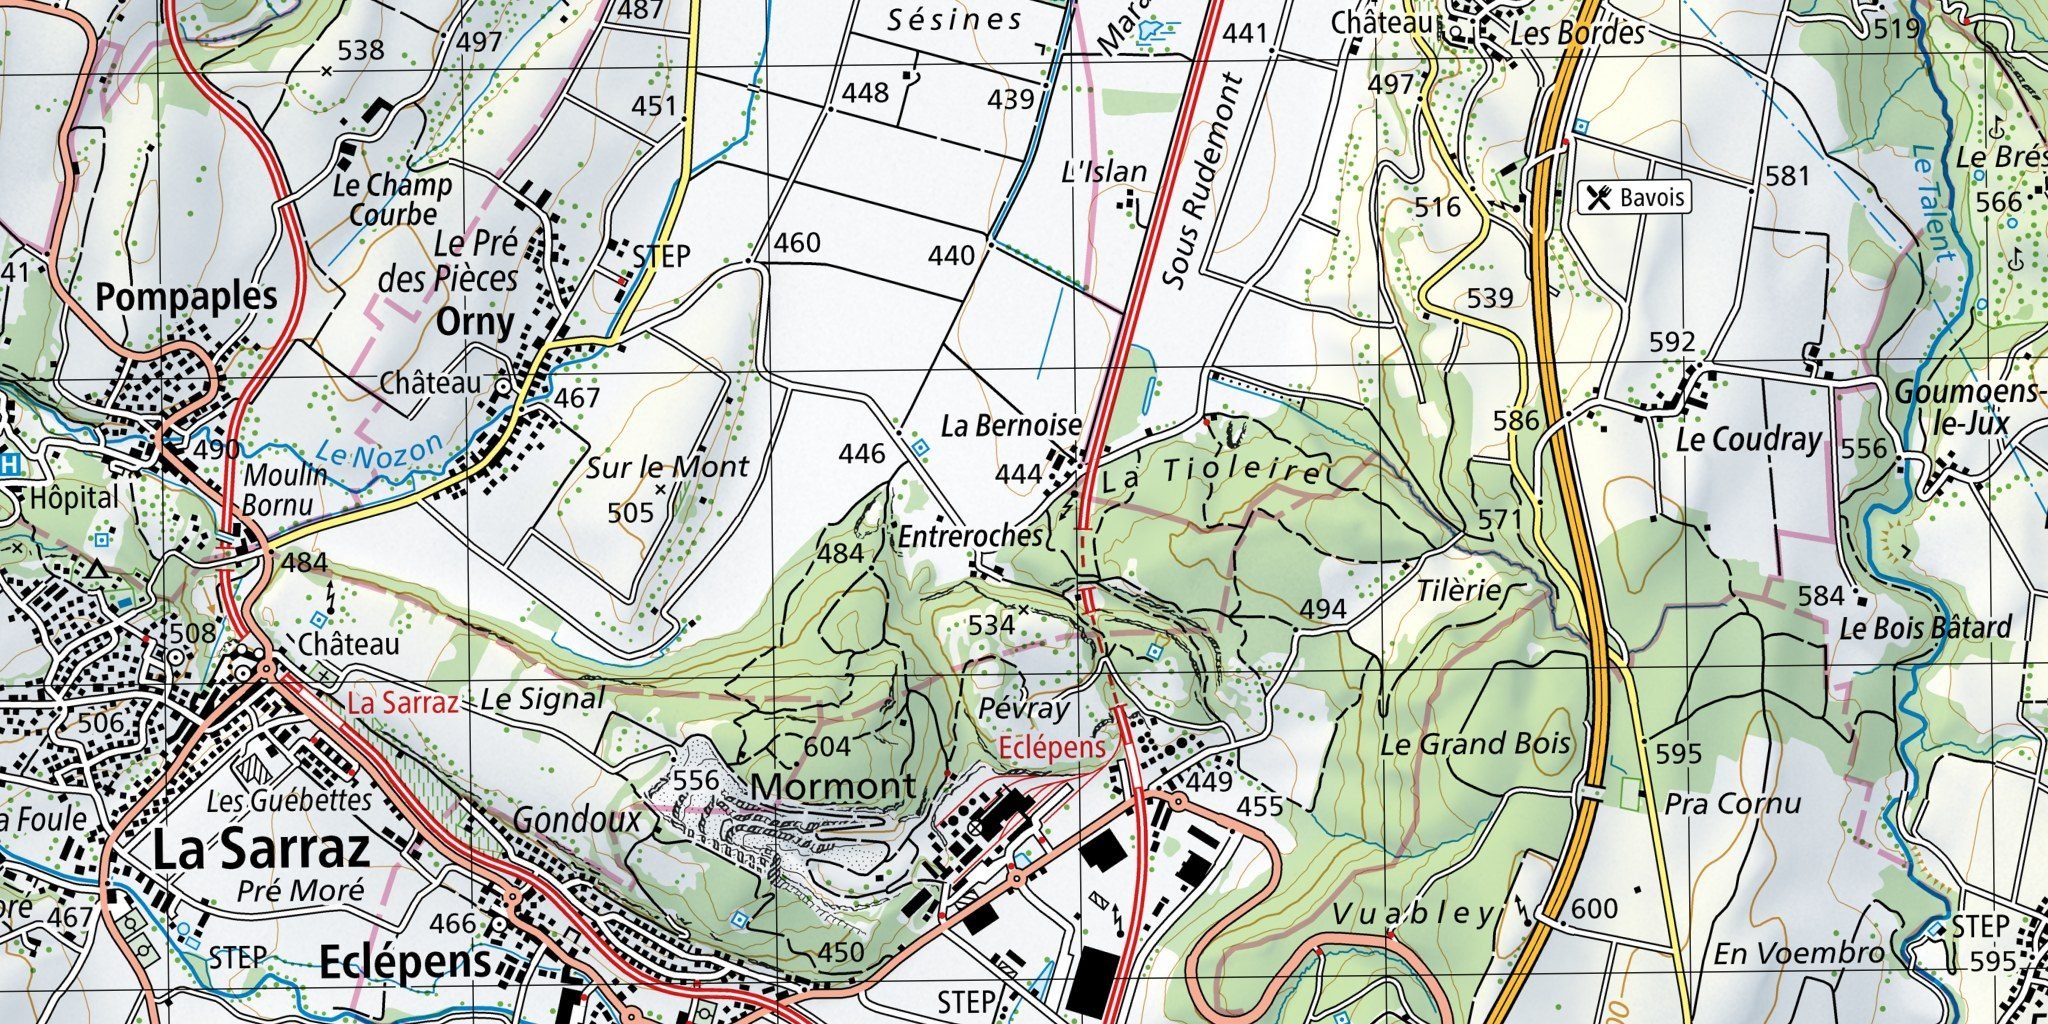 487
Sésines
441
Château
Les Bordes
519
538
497
451
448
439
497
Le Champ
Courbe
L'Islan
Sous Rudemont
516
Bavois
581
Le Talent
566
Le Pré
des Pièces
STEP
460
440
Pompaples
Orny
539
592
Château
467
La Bernoise
586
Le Coudray
556
Goumoens-
le-Jux
490
Le Nozon
446
444
La Tioleire
H
Hôpital
Moulin
Bornu
Sur le Mont
505
571
484
484
Entreroches
Tilèrie
584
508
Château
534
494
Le Bois Bâtard
506
La Sarraz
Le Signal
Pévray
604
Eclépens
Le Grand Bois
595
556
Mormont
449
455
Les Guébettes
Gondoux
Pra Cornu
La Sarraz
Pré Moré
467
STEP
466
Eclépens
450
Vuabley
600
En Voembro
STEP
595
STEP